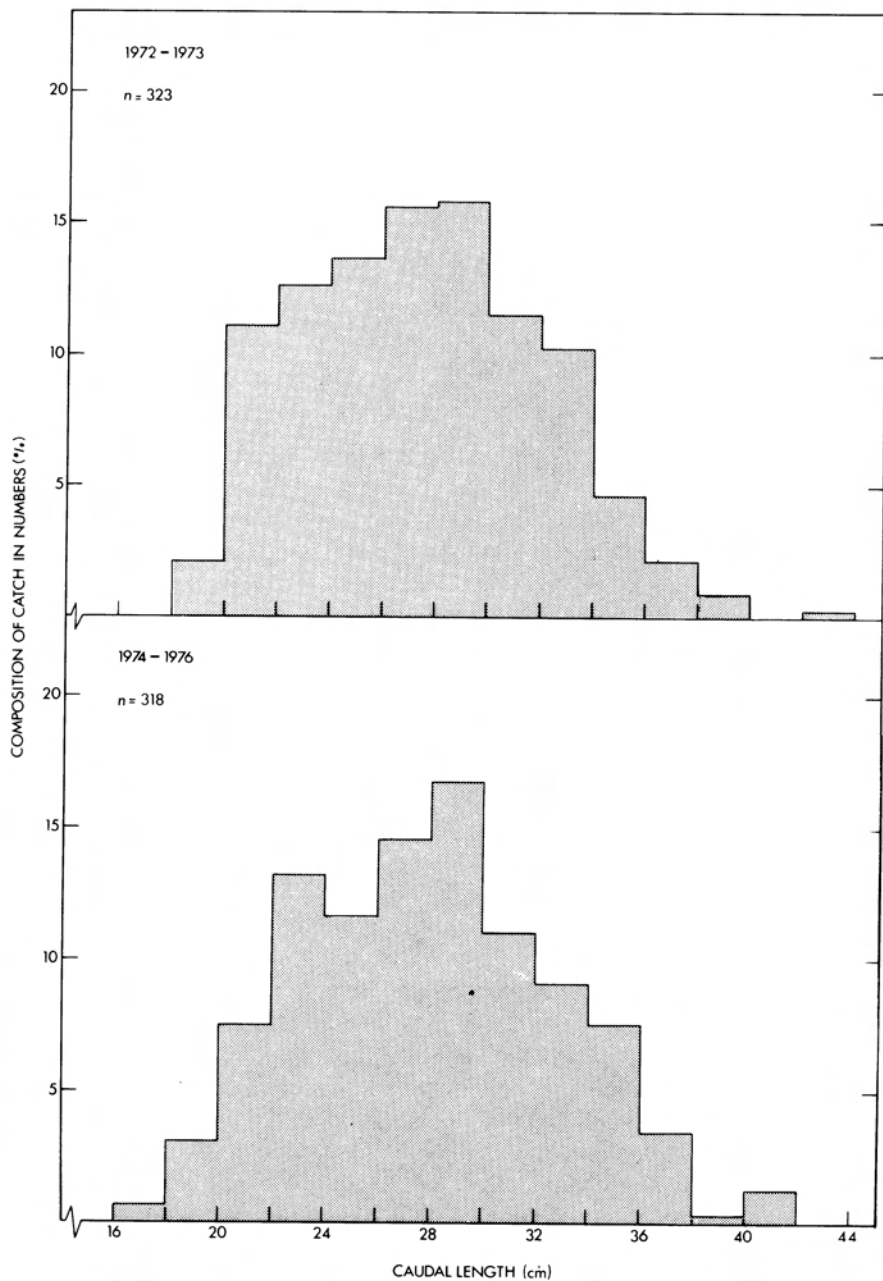 1972 – 1973
n = 323
20
15
10
5
COMPOSITION OF CATCH IN NUMBERS (%)
1974 – 1976
n = 318
20
15
10
5
16 20 24 28 32 36 40 44
CAUDAL LENGTH (cm)